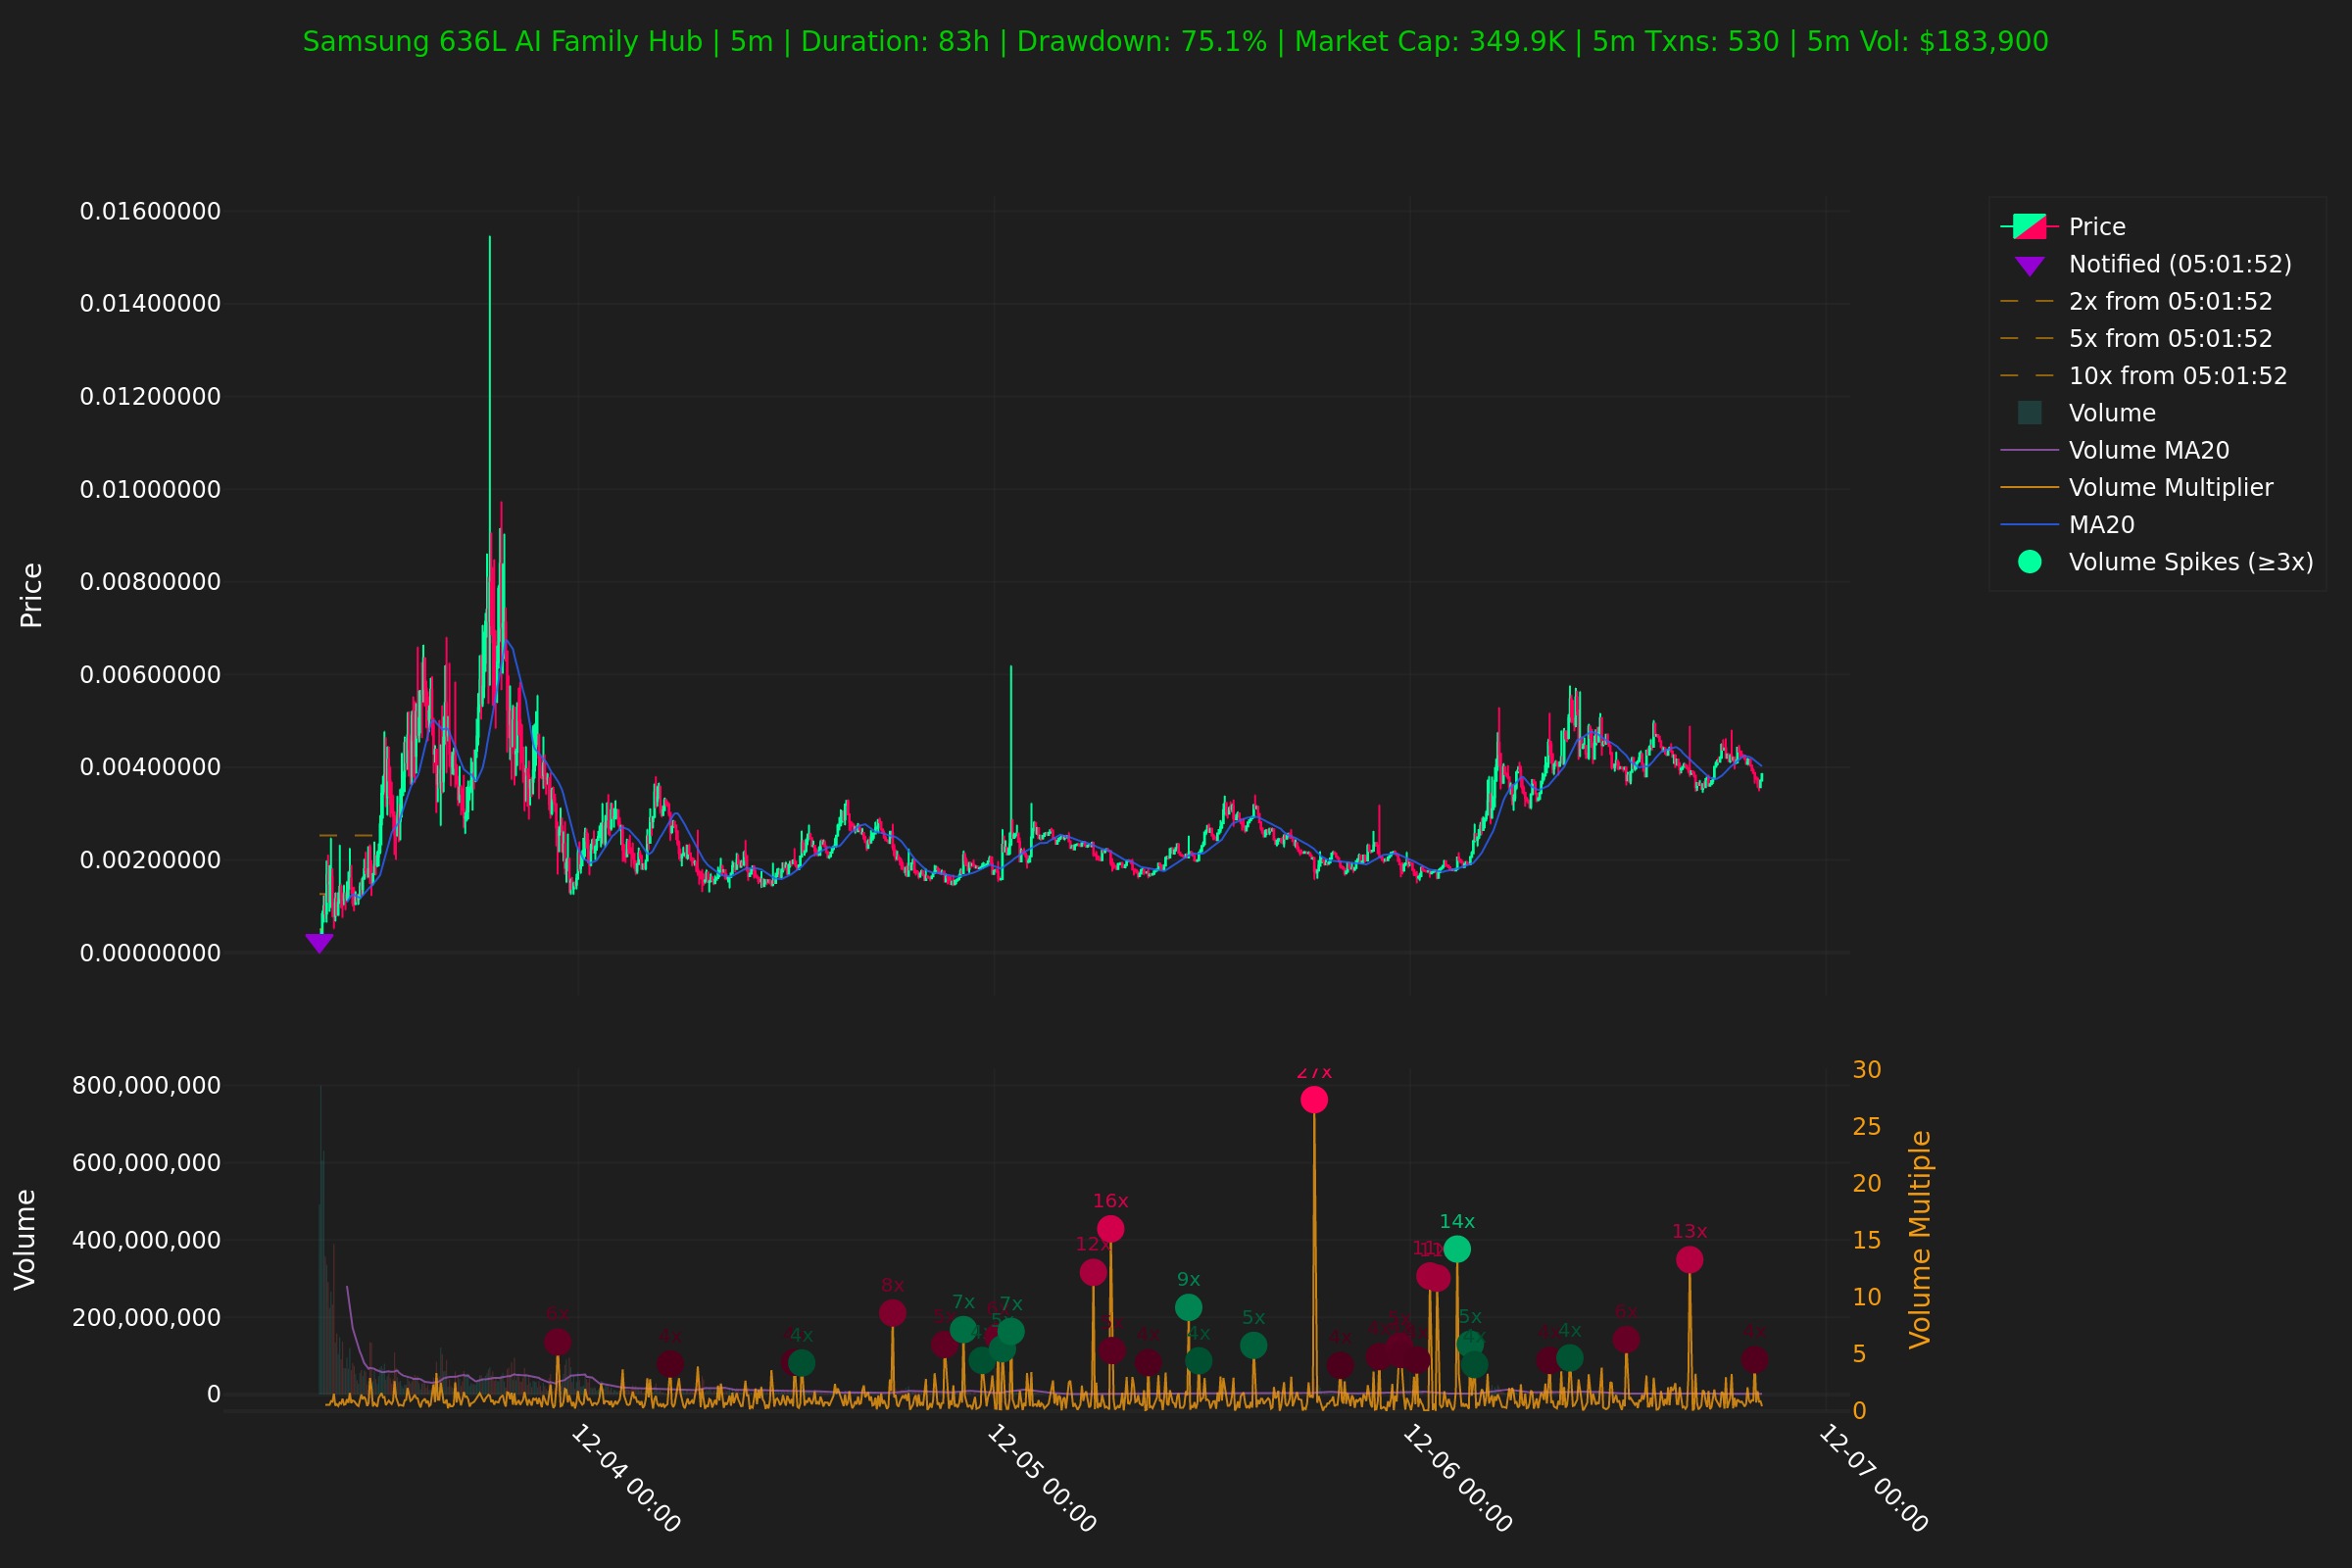 Samsung 636L AI Family Hub | 5m | Duration: 83h | Drawdown: 75.1% | Market Cap: 349.9K | 5m Txns: 530 | 5m Vol: $183,900
Price
0.01600000
0.01400000
0.01200000
0.01000000
0.00800000
0.00600000
0.00400000
0.00200000
0.00000000
Price
Notified (05:01:52)
2x from 05:01:52
5x from 05:01:52
10x from 05:01:52
Volume
Volume MA20
Volume Multiplier
MA20
Volume Spikes (≥3x)
Volume
800,000,000
600,000,000
400,000,000
200,000,000
0
6x
4x
4x
8x
7x
7x
12x
16x
4x
9x
4x
5x
27x
4x
11x
14x
5x
4x
6x
13x
4x
30
25
20
15
10
5
0
Volume Multiple
12-04 00:00
12-05 00:00
12-06 00:00
12-07 00:00